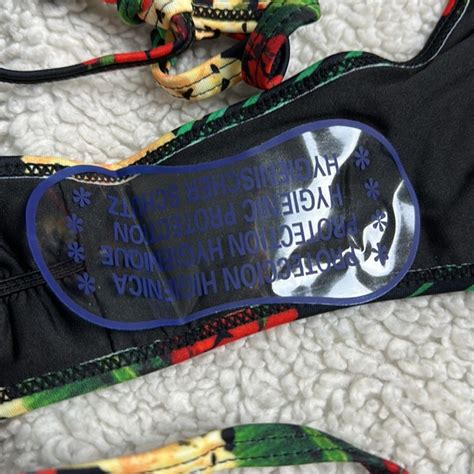 * PROTECCION HIGIENICA *
* PROTECTION HYGIENIQUE *
* HYGIENIC PROTECTION *
* HYGIENISCHER SCHUTZ *